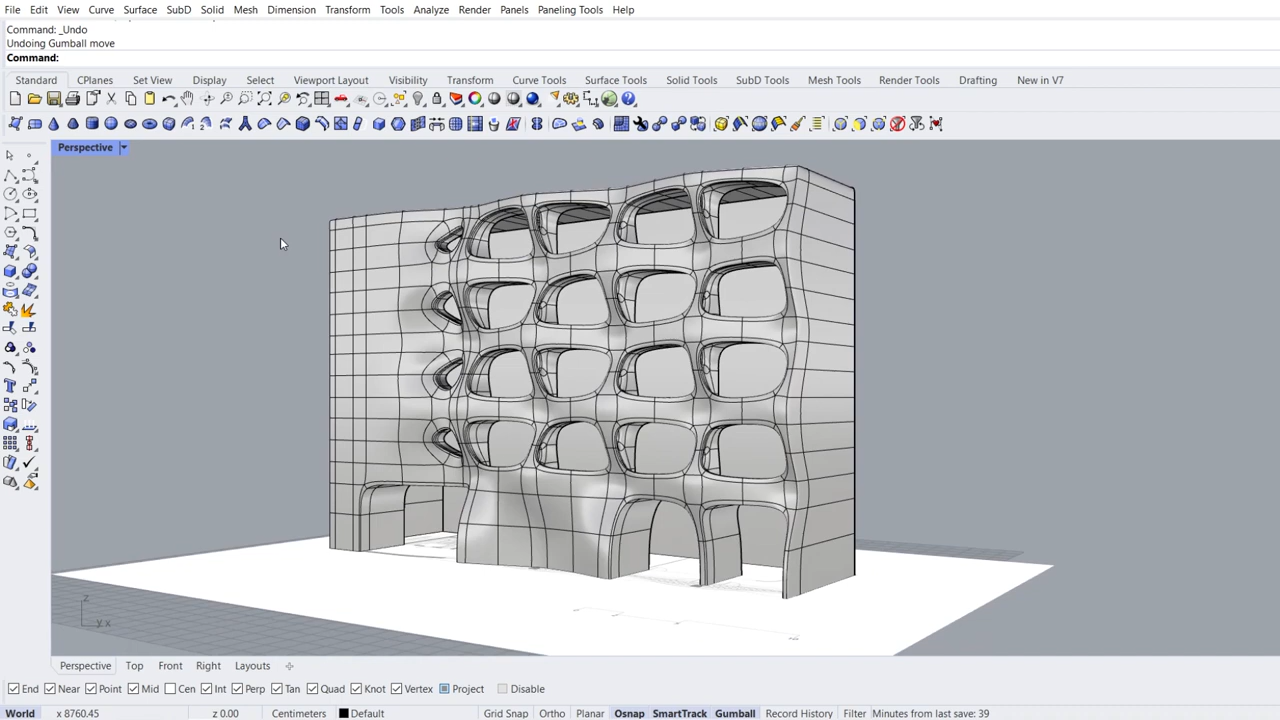 File Edit View Curve Surface SubD Solid Mesh Dimension Transform Tools Analyze Render Panels Paneling Tools Help
Command: _Undo
Undoing Gumball move
Command:
Standard CPlanes Set View Display Select Viewport Layout Visibility Transform Curve Tools Surface Tools Solid Tools SubD Tools Mesh Tools Render Tools Drafting New in V7
Perspective
z
y x
Perspective Top Front Right Layouts
End Near Point Mid Cen Int Perp Tan Quad Knot Vertex Project Disable
World x 8760.45 z 0.00 Centimeters Default Grid Snap Ortho Planar Osnap SmartTrack Gumball Record History Filter Minutes from last save: 39